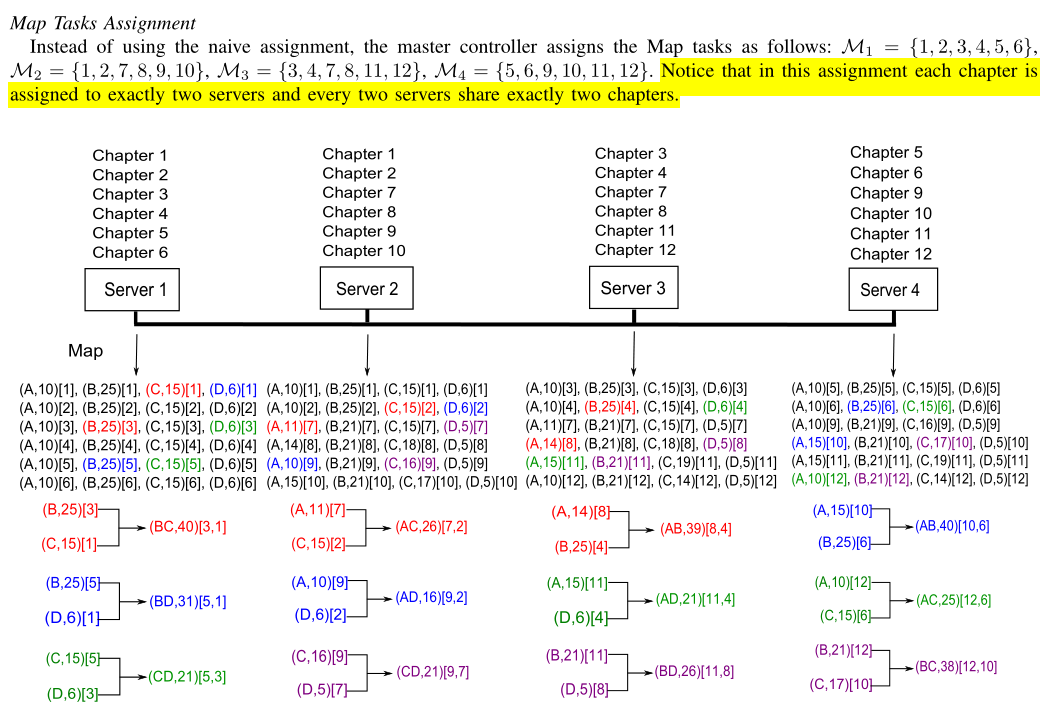 Map Tasks Assignment
Instead of using the naive assignment, the master controller assigns the Map tasks as follows: ℳ₁ = {1, 2, 3, 4, 5, 6},
ℳ₂ = {1, 2, 7, 8, 9, 10}, ℳ₃ = {3, 4, 7, 8, 11, 12}, ℳ₄ = {5, 6, 9, 10, 11, 12}. Notice that in this assignment each chapter is
assigned to exactly two servers and every two servers share exactly two chapters.
Chapter 1
Chapter 2
Chapter 3
Chapter 4
Chapter 5
Chapter 6
Server 1
Chapter 1
Chapter 2
Chapter 7
Chapter 8
Chapter 9
Chapter 10
Server 2
Chapter 3
Chapter 4
Chapter 7
Chapter 8
Chapter 11
Chapter 12
Server 3
Chapter 5
Chapter 6
Chapter 9
Chapter 10
Chapter 11
Chapter 12
Server 4
Map
(A,10)[1], (B,25)[1], (C,15)[1], (D,6)[1]
(A,10)[2], (B,25)[2], (C,15)[2], (D,6)[2]
(A,10)[3], (B,25)[3], (C,15)[3], (D,6)[3]
(A,10)[4], (B,25)[4], (C,15)[4], (D,6)[4]
(A,10)[5], (B,25)[5], (C,15)[5], (D,6)[5]
(A,10)[6], (B,25)[6], (C,15)[6], (D,6)[6]
(A,10)[1], (B,25)[1], (C,15)[1], (D,6)[1]
(A,10)[2], (B,25)[2], (C,15)[2], (D,6)[2]
(A,11)[7], (B,21)[7], (C,15)[7], (D,5)[7]
(A,14)[8], (B,21)[8], (C,18)[8], (D,5)[8]
(A,10)[9], (B,21)[9], (C,16)[9], (D,5)[9]
(A,15)[10], (B,21)[10], (C,17)[10], (D,5)[10]
(A,10)[3], (B,25)[3], (C,15)[3], (D,6)[3]
(A,10)[4], (B,25)[4], (C,15)[4], (D,6)[4]
(A,11)[7], (B,21)[7], (C,15)[7], (D,5)[7]
(A,14)[8], (B,21)[8], (C,18)[8], (D,5)[8]
(A,15)[11], (B,21)[11], (C,19)[11], (D,5)[11]
(A,10)[12], (B,21)[12], (C,14)[12], (D,5)[12]
(A,10)[5], (B,25)[5], (C,15)[5], (D,6)[5]
(A,10)[6], (B,25)[6], (C,15)[6], (D,6)[6]
(A,10)[9], (B,21)[9], (C,16)[9], (D,5)[9]
(A,15)[10], (B,21)[10], (C,17)[10], (D,5)[10]
(A,15)[11], (B,21)[11], (C,19)[11], (D,5)[11]
(A,10)[12], (B,21)[12], (C,14)[12], (D,5)[12]
(B,25)[3]
(C,15)[1]
(BC,40)[3,1]
(B,25)[5]
(D,6)[1]
(BD,31)[5,1]
(C,15)[5]
(D,6)[3]
(CD,21)[5,3]
(A,11)[7]
(C,15)[2]
(AC,26)[7,2]
(A,10)[9]
(D,6)[2]
(AD,16)[9,2]
(C,16)[9]
(D,5)[7]
(CD,21)[9,7]
(A,14)[8]
(B,25)[4]
(AB,39)[8,4]
(A,15)[11]
(D,6)[4]
(AD,21)[11,4]
(B,21)[11]
(D,5)[8]
(BD,26)[11,8]
(A,15)[10]
(B,25)[6]
(AB,40)[10,6]
(A,10)[12]
(C,15)[6]
(AC,25)[12,6]
(B,21)[12]
(C,17)[10]
(BC,38)[12,10]